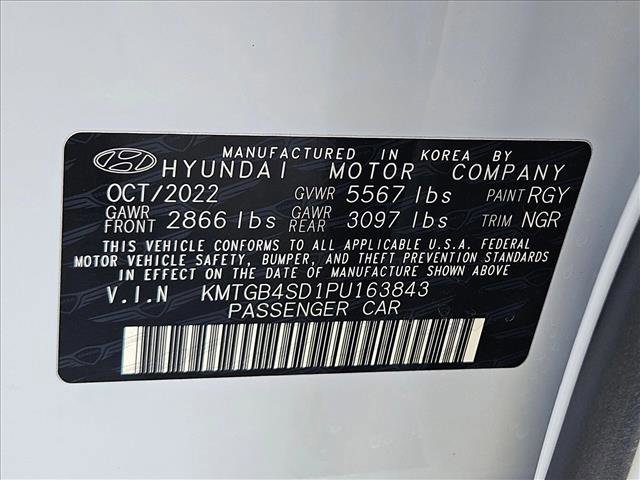 MANUFACTURED IN KOREA BY
HYUNDAI MOTOR COMPANY
OCT/2022 GVWR 5567 lbs PAINT RGY
GAWR FRONT 2866 lbs GAWR REAR 3097 lbs TRIM NGR
THIS VEHICLE CONFORMS TO ALL APPLICABLE U.S.A. FEDERAL
MOTOR VEHICLE SAFETY, BUMPER, AND THEFT PREVENTION STANDARDS
IN EFFECT ON THE DATE OF MANUFACTURE SHOWN ABOVE
V.I.N KMTGB4SD1PU163843
PASSENGER CAR